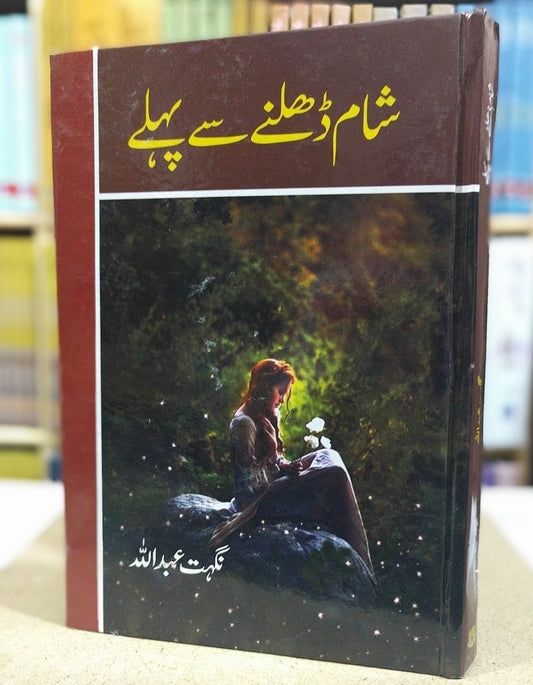 شام ڈھلنے سے پہلے
نگہت عبداللہ